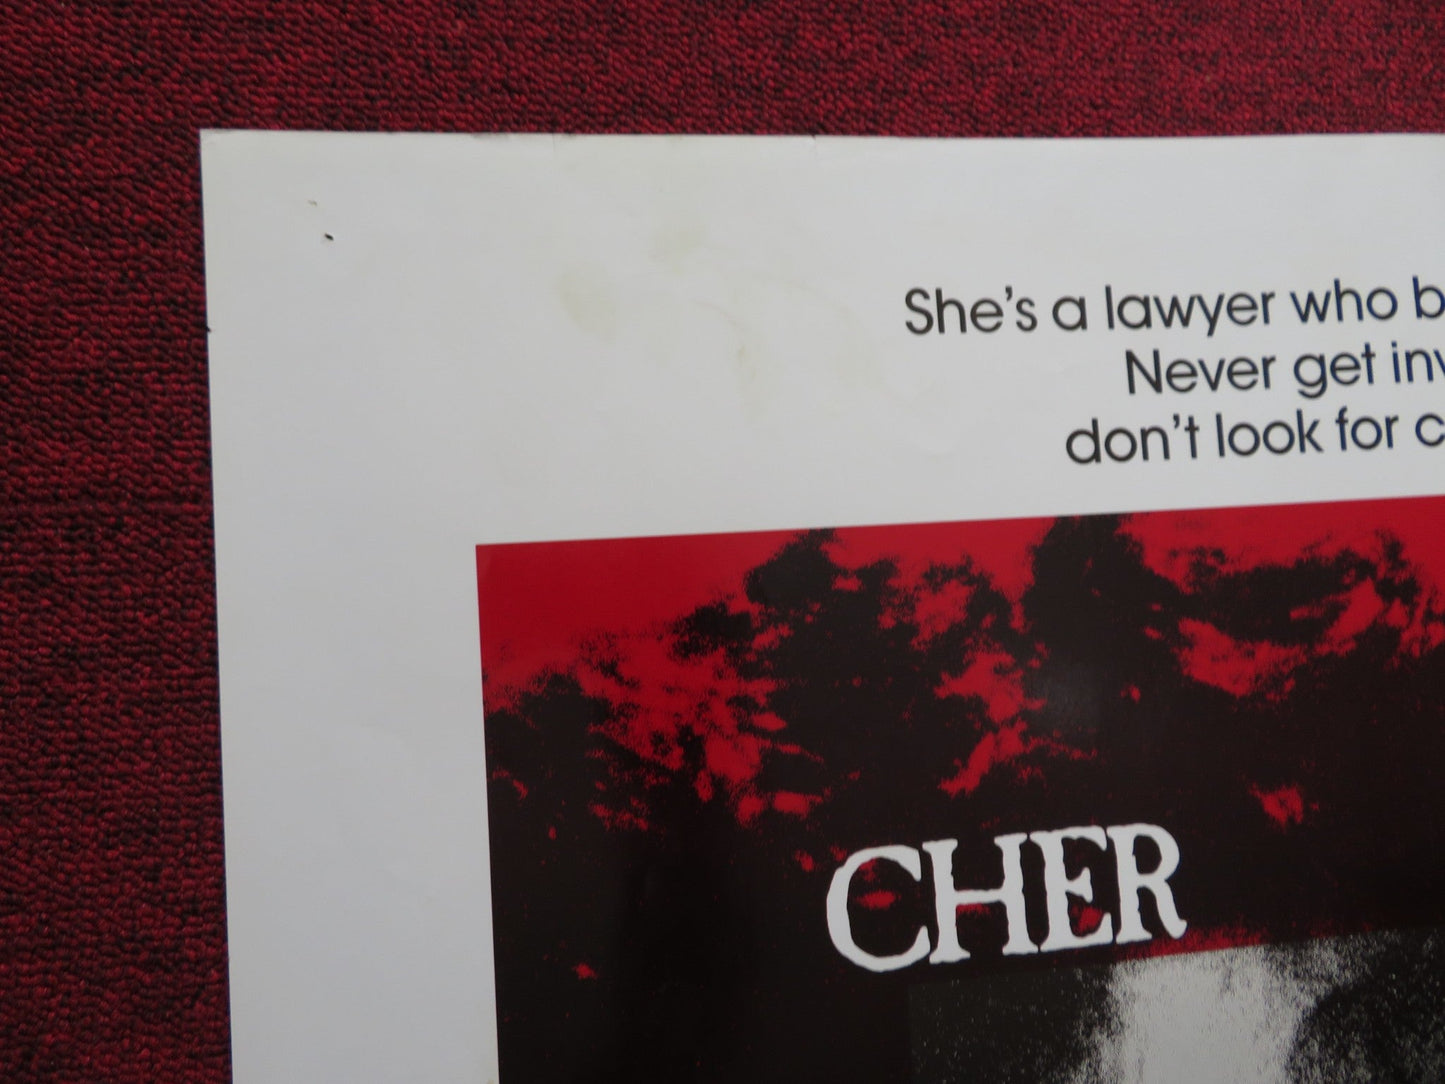 She's a lawyer who b
Never get inv
don't look for c
CHER